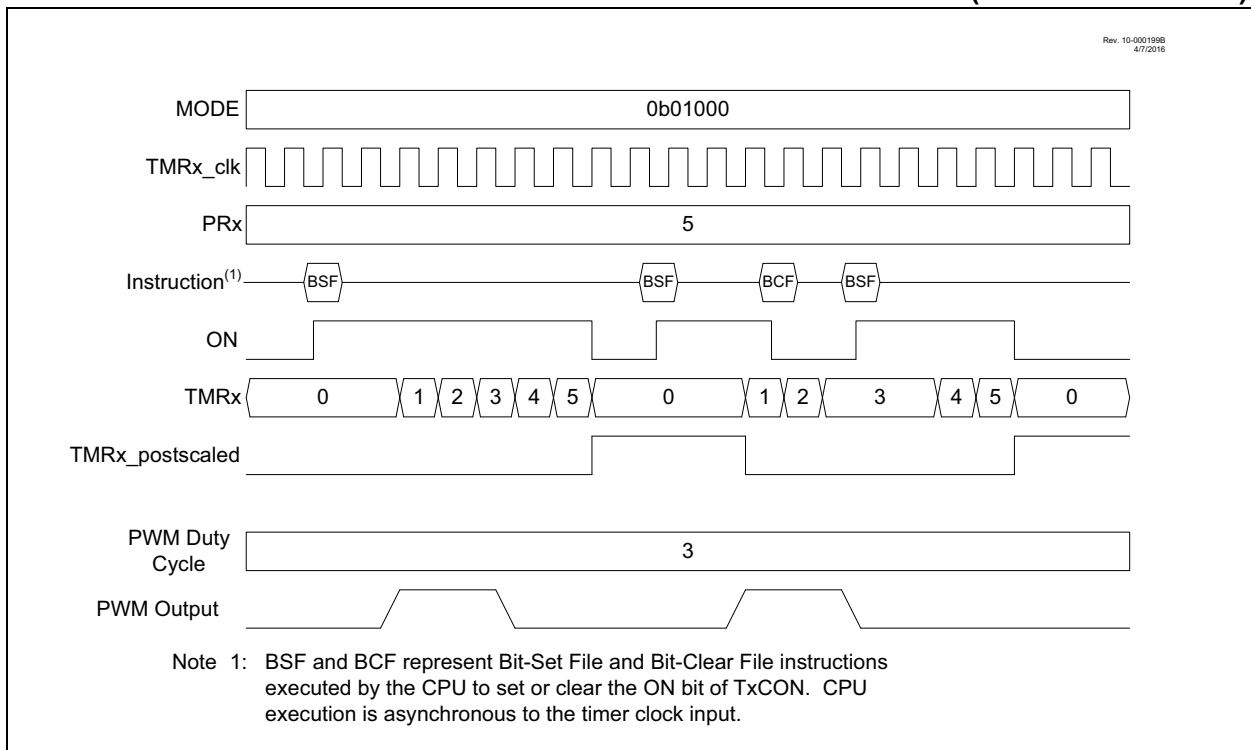 Rev. 10-000199B
4/7/2016
MODE 0b01000
TMRx_clk
PRx 5
Instruction(1) BSF BSF BCF BSF
ON
TMRx 0 1 2 3 4 5 0 1 2 3 4 5 0
TMRx_postscaled
PWM Duty
Cycle 3
PWM Output
Note 1: BSF and BCF represent Bit-Set File and Bit-Clear File instructions
executed by the CPU to set or clear the ON bit of TxCON. CPU
execution is asynchronous to the timer clock input.